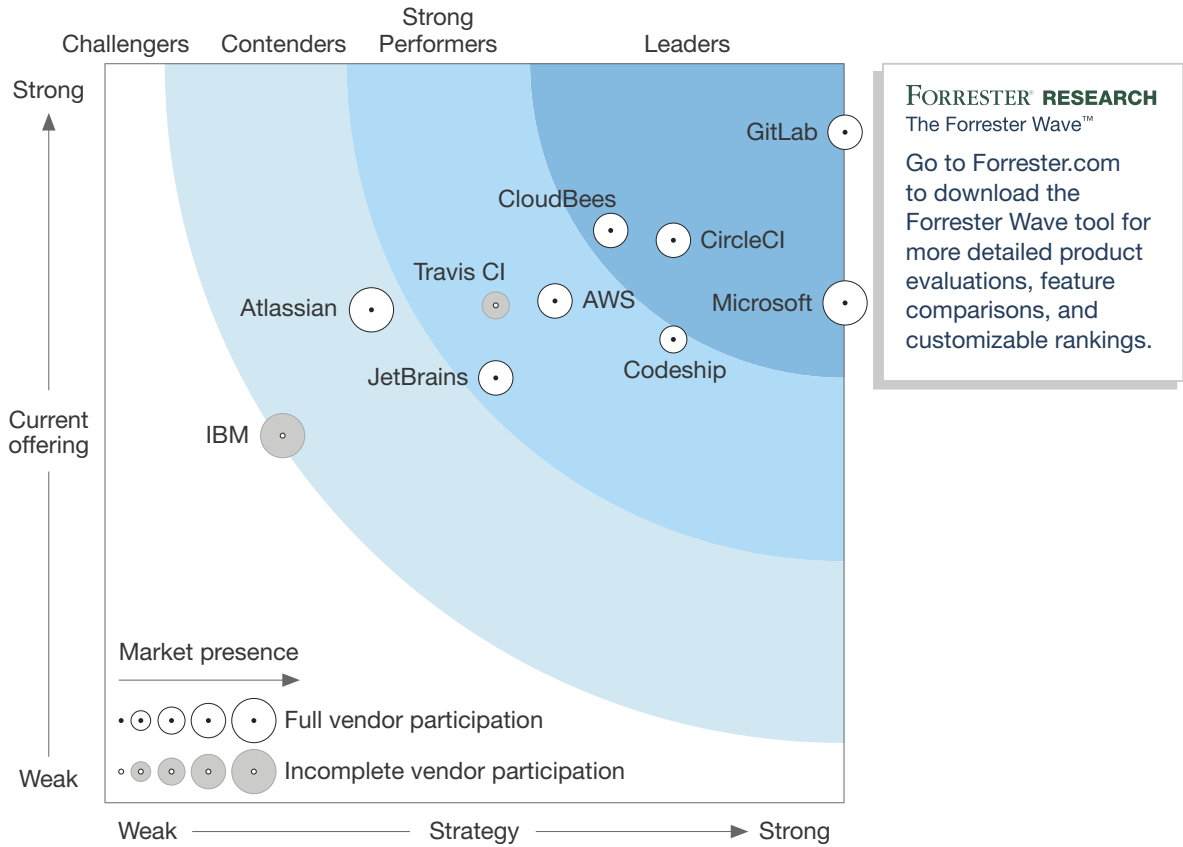 Challengers
Contenders
Strong
Performers
Leaders
Strong
Current
offering
Weak
GitLab
CloudBees
CircleCI
Travis CI
AWS
Microsoft
Atlassian
Codeship
JetBrains
IBM
Market presence
Full vendor participation
Incomplete vendor participation
Weak
Strategy
Strong
FORRESTER® RESEARCH
The Forrester Wave™
Go to Forrester.com
to download the
Forrester Wave tool for
more detailed product
evaluations, feature
comparisons, and
customizable rankings.